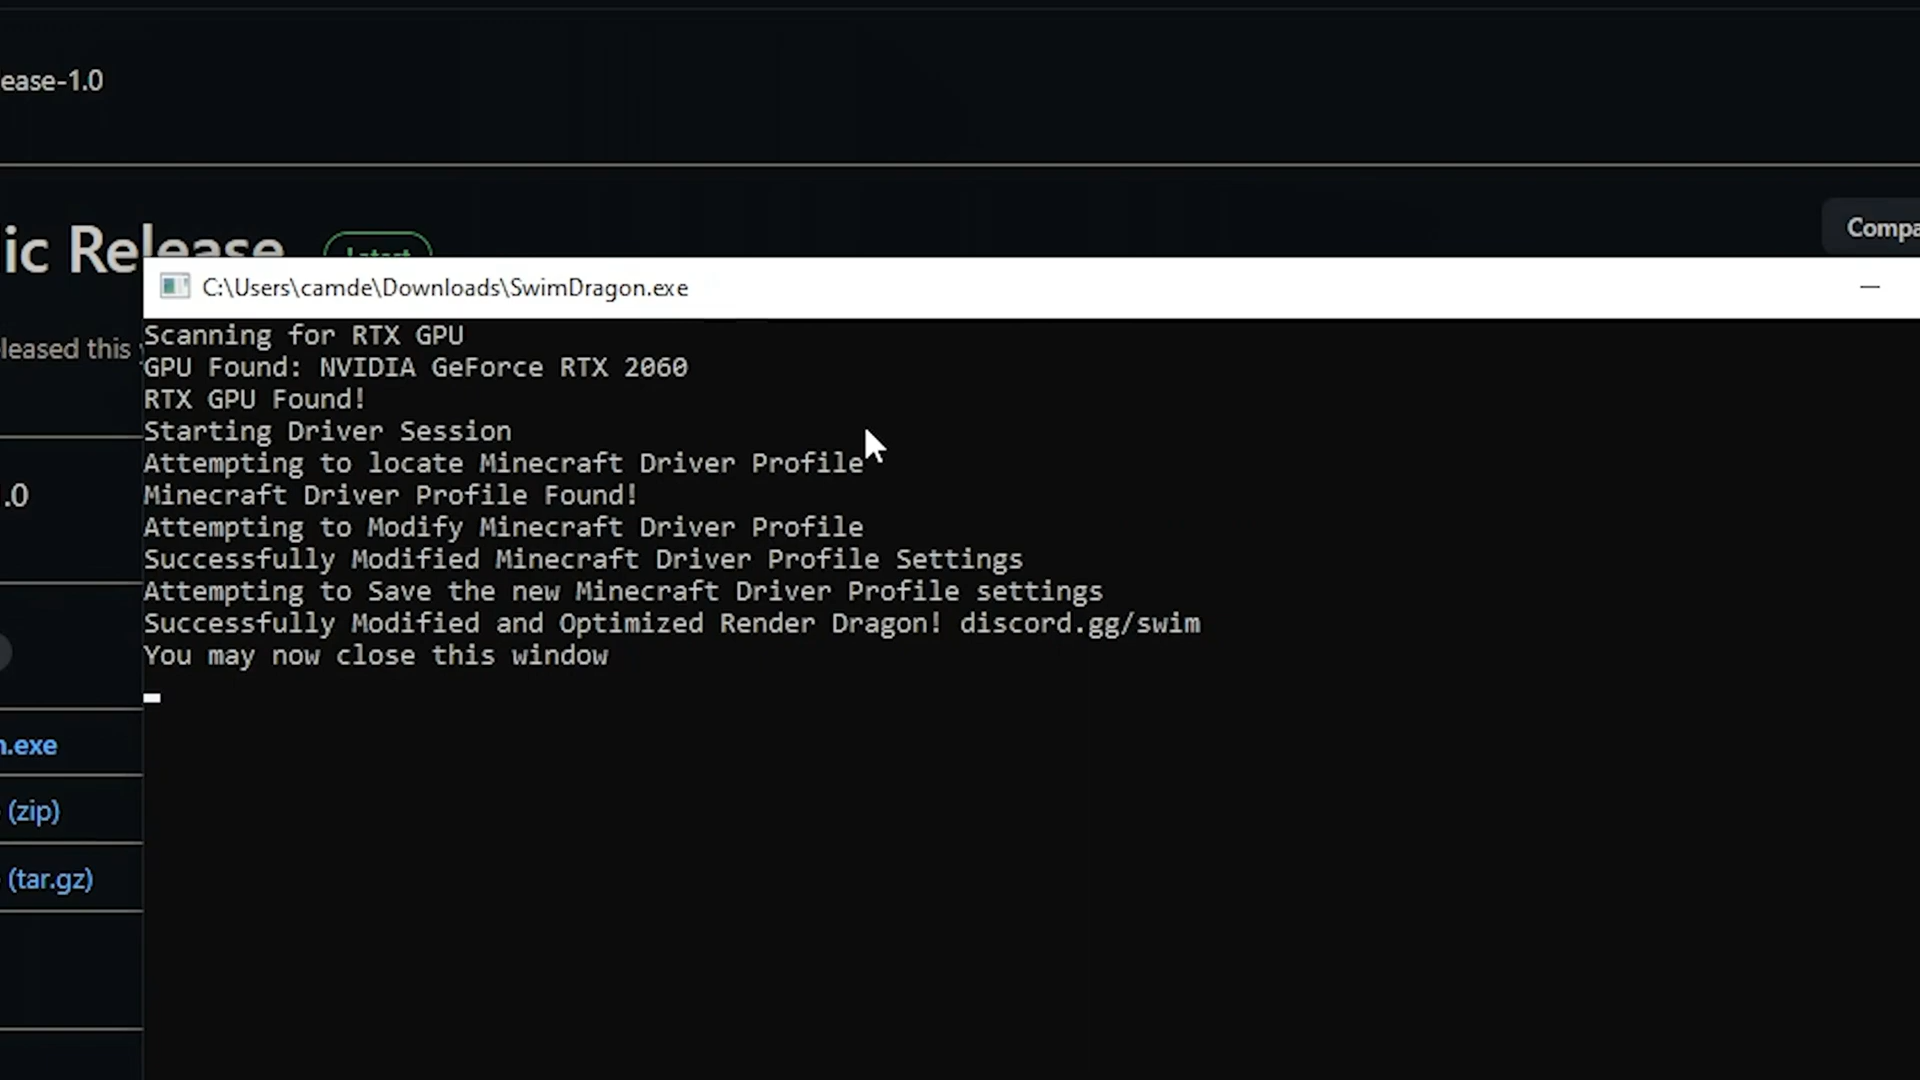 ease-1.0
ic Release
Latest
Compa
leased this
C:\Users\camde\Downloads\SwimDragon.exe
Scanning for RTX GPU
GPU Found: NVIDIA GeForce RTX 2060
RTX GPU Found!
Starting Driver Session
Attempting to locate Minecraft Driver Profile
Minecraft Driver Profile Found!
Attempting to Modify Minecraft Driver Profile
Successfully Modified Minecraft Driver Profile Settings
Attempting to Save the new Minecraft Driver Profile settings
Successfully Modified and Optimized Render Dragon! discord.gg/swim
You may now close this window
.0
n.exe
(zip)
(tar.gz)